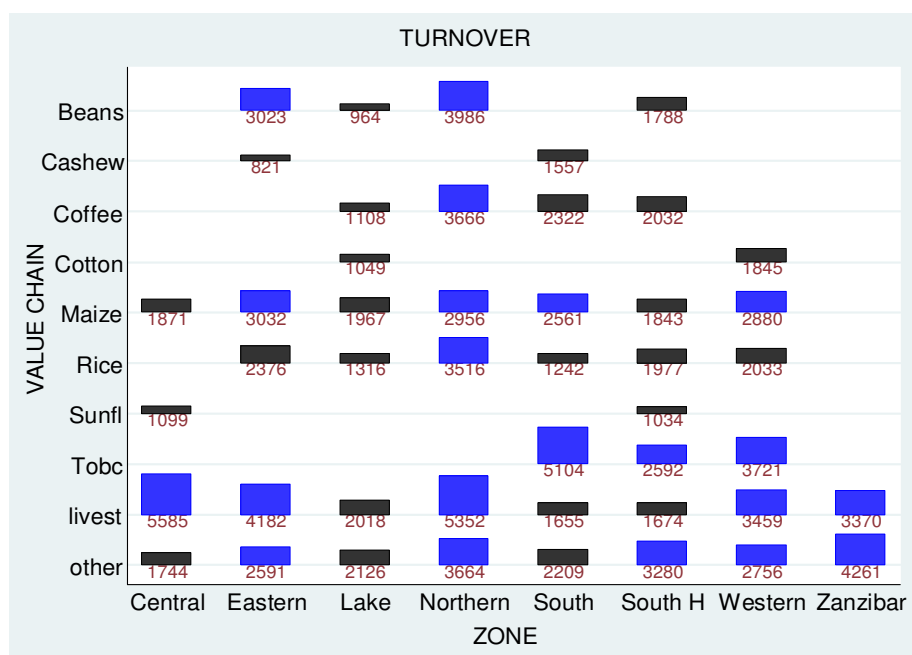 TURNOVER
VALUE CHAIN
Beans 3023 964 3986 1788
Cashew 821 1557
Coffee 1108 3666 2322 2032
Cotton 1049 1845
Maize 1871 3032 1967 2956 2561 1843 2880
Rice 2376 1316 3516 1242 1977 2033
Sunfl 1099 1034
Tobc 5104 2592 3721
livest 5585 4182 2018 5352 1655 1674 3459 3370
other 1744 2591 2126 3664 2209 3280 2756 4261
Central Eastern Lake Northern South South H Western Zanzibar
ZONE